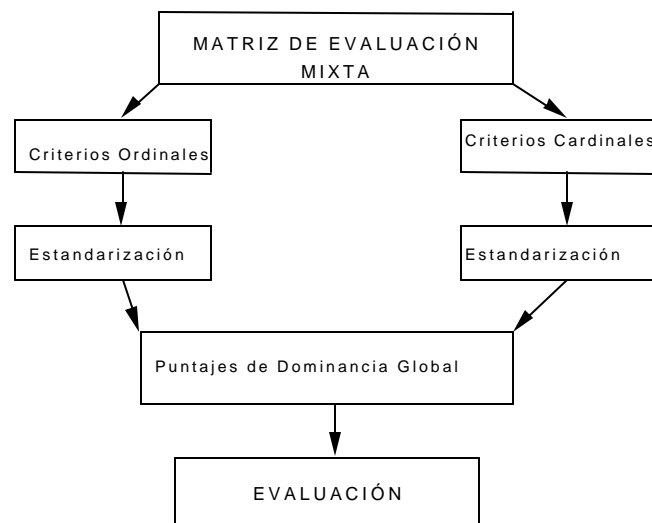 MATRIZ DE EVALUACIÓN
MIXTA
Criterios Ordinales
Criterios Cardinales
Estandarización
Estandarización
Puntajes de Dominancia Global
EVALUACIÓN